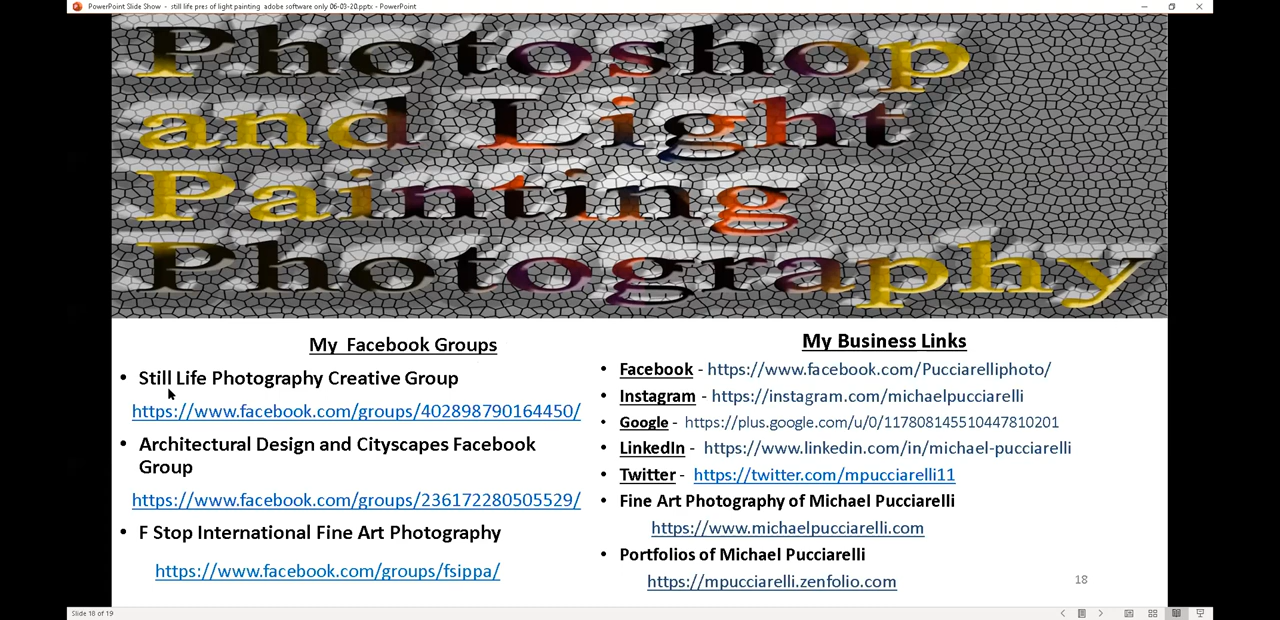 PowerPoint Slide Show - still life pres of light painting adobe software only 06-03-20.pptx - PowerPoint
Photoshop
and Light
Painting
Photography
My Facebook Groups
• Still Life Photography Creative Group
https://www.facebook.com/groups/402898790164450/
• Architectural Design and Cityscapes Facebook
Group
https://www.facebook.com/groups/236172280505529/
• F Stop International Fine Art Photography
https://www.facebook.com/groups/fsippa/
My Business Links
• Facebook - https://www.facebook.com/Pucciarelliphoto/
• Instagram - https://instagram.com/michaelpucciarelli
• Google - https://plus.google.com/u/0/117808145510447810201
• LinkedIn - https://www.linkedin.com/in/michael-pucciarelli
• Twitter - https://twitter.com/mpucciarelli11
• Fine Art Photography of Michael Pucciarelli
https://www.michaelpucciarelli.com
• Portfolios of Michael Pucciarelli
https://mpucciarelli.zenfolio.com
18
Slide 18 of 19